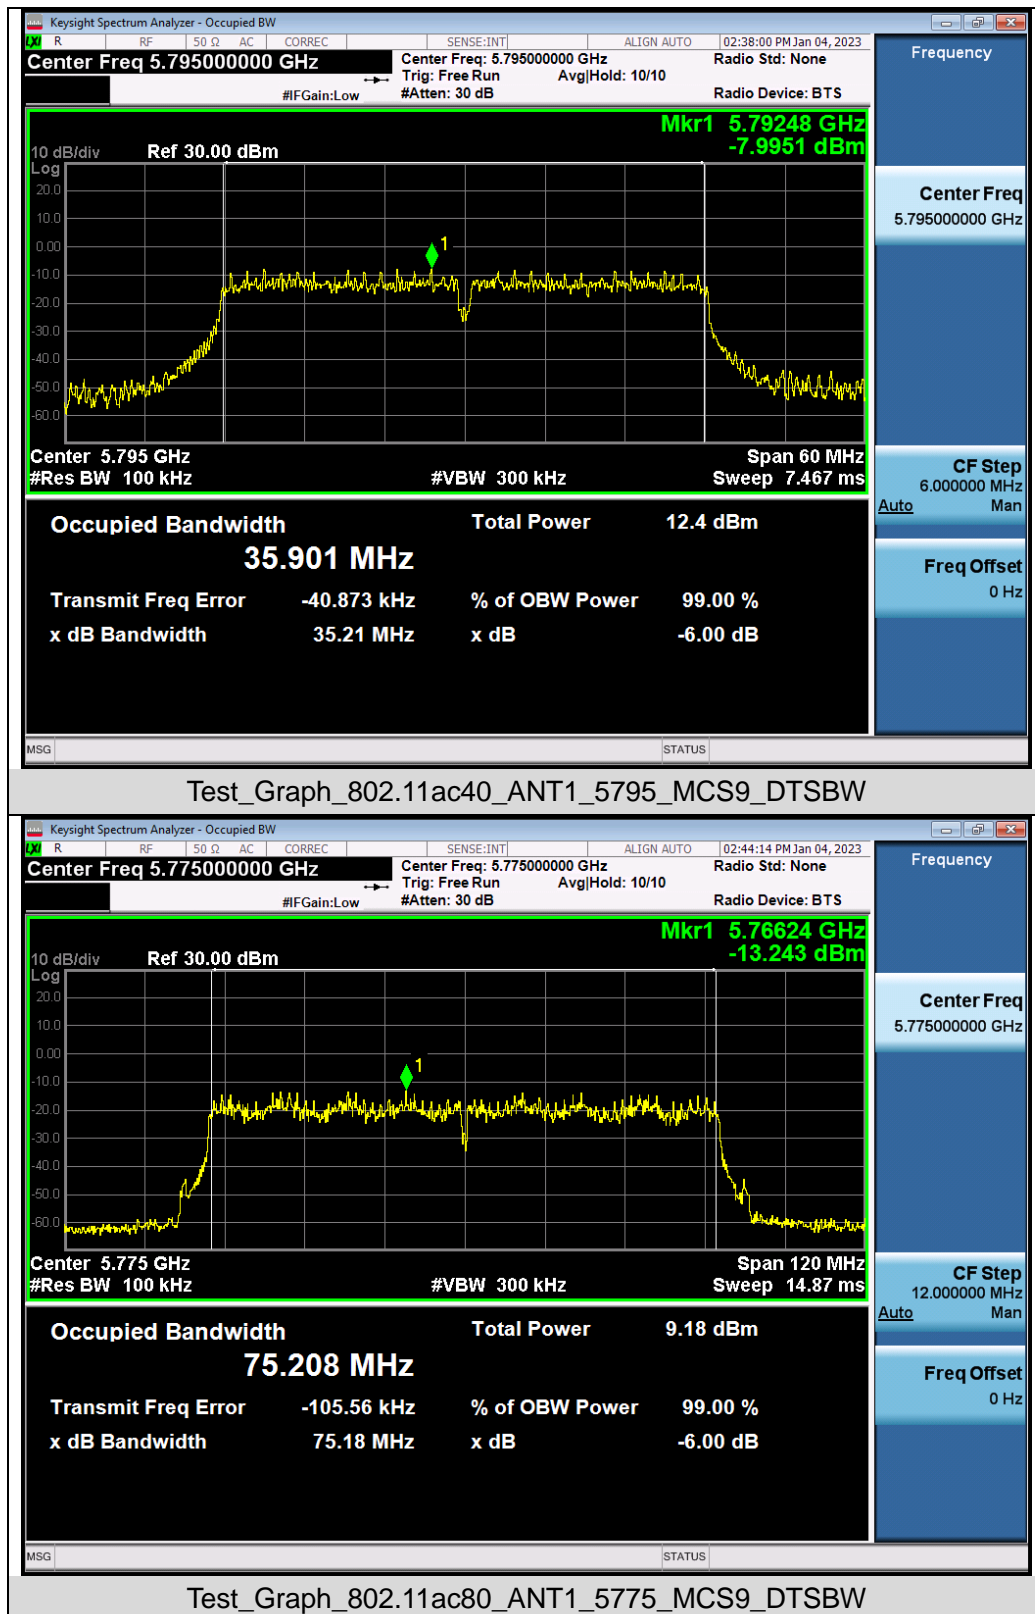 Keysight Spectrum Analyzer - Occupied BW
LXI R RF 50 Ω AC CORREC SENSE:INT ALIGN AUTO 02:38:00 PM Jan 04, 2023
Center Freq 5.795000000 GHz
Center Freq: 5.795000000 GHz Radio Std: None
Trig: Free Run Avg|Hold: 10/10
#IFGain:Low #Atten: 30 dB Radio Device: BTS
Frequency
Mkr1 5.79248 GHz
-7.9951 dBm
10 dB/div Ref 30.00 dBm
Log
20.0
10.0
0.00
-10.0
-20.0
-30.0
-40.0
-50.0
-60.0
1
Center 5.795 GHz Span 60 MHz
#Res BW 100 kHz #VBW 300 kHz Sweep 7.467 ms
Center Freq
5.795000000 GHz
CF Step
6.000000 MHz
Auto Man
Freq Offset
0 Hz
Occupied Bandwidth Total Power 12.4 dBm
35.901 MHz
Transmit Freq Error -40.873 kHz % of OBW Power 99.00 %
x dB Bandwidth 35.21 MHz x dB -6.00 dB
MSG STATUS
Test_Graph_802.11ac40_ANT1_5795_MCS9_DTSBW
Keysight Spectrum Analyzer - Occupied BW
LXI R RF 50 Ω AC CORREC SENSE:INT ALIGN AUTO 02:44:14 PM Jan 04, 2023
Center Freq 5.775000000 GHz
Center Freq: 5.775000000 GHz Radio Std: None
Trig: Free Run Avg|Hold: 10/10
#IFGain:Low #Atten: 30 dB Radio Device: BTS
Frequency
Mkr1 5.76624 GHz
-13.243 dBm
10 dB/div Ref 30.00 dBm
Log
20.0
10.0
0.00
-10.0
-20.0
-30.0
-40.0
-50.0
-60.0
1
Center 5.775 GHz Span 120 MHz
#Res BW 100 kHz #VBW 300 kHz Sweep 14.87 ms
Center Freq
5.775000000 GHz
CF Step
12.000000 MHz
Auto Man
Freq Offset
0 Hz
Occupied Bandwidth Total Power 9.18 dBm
75.208 MHz
Transmit Freq Error -105.56 kHz % of OBW Power 99.00 %
x dB Bandwidth 75.18 MHz x dB -6.00 dB
MSG STATUS
Test_Graph_802.11ac80_ANT1_5775_MCS9_DTSBW